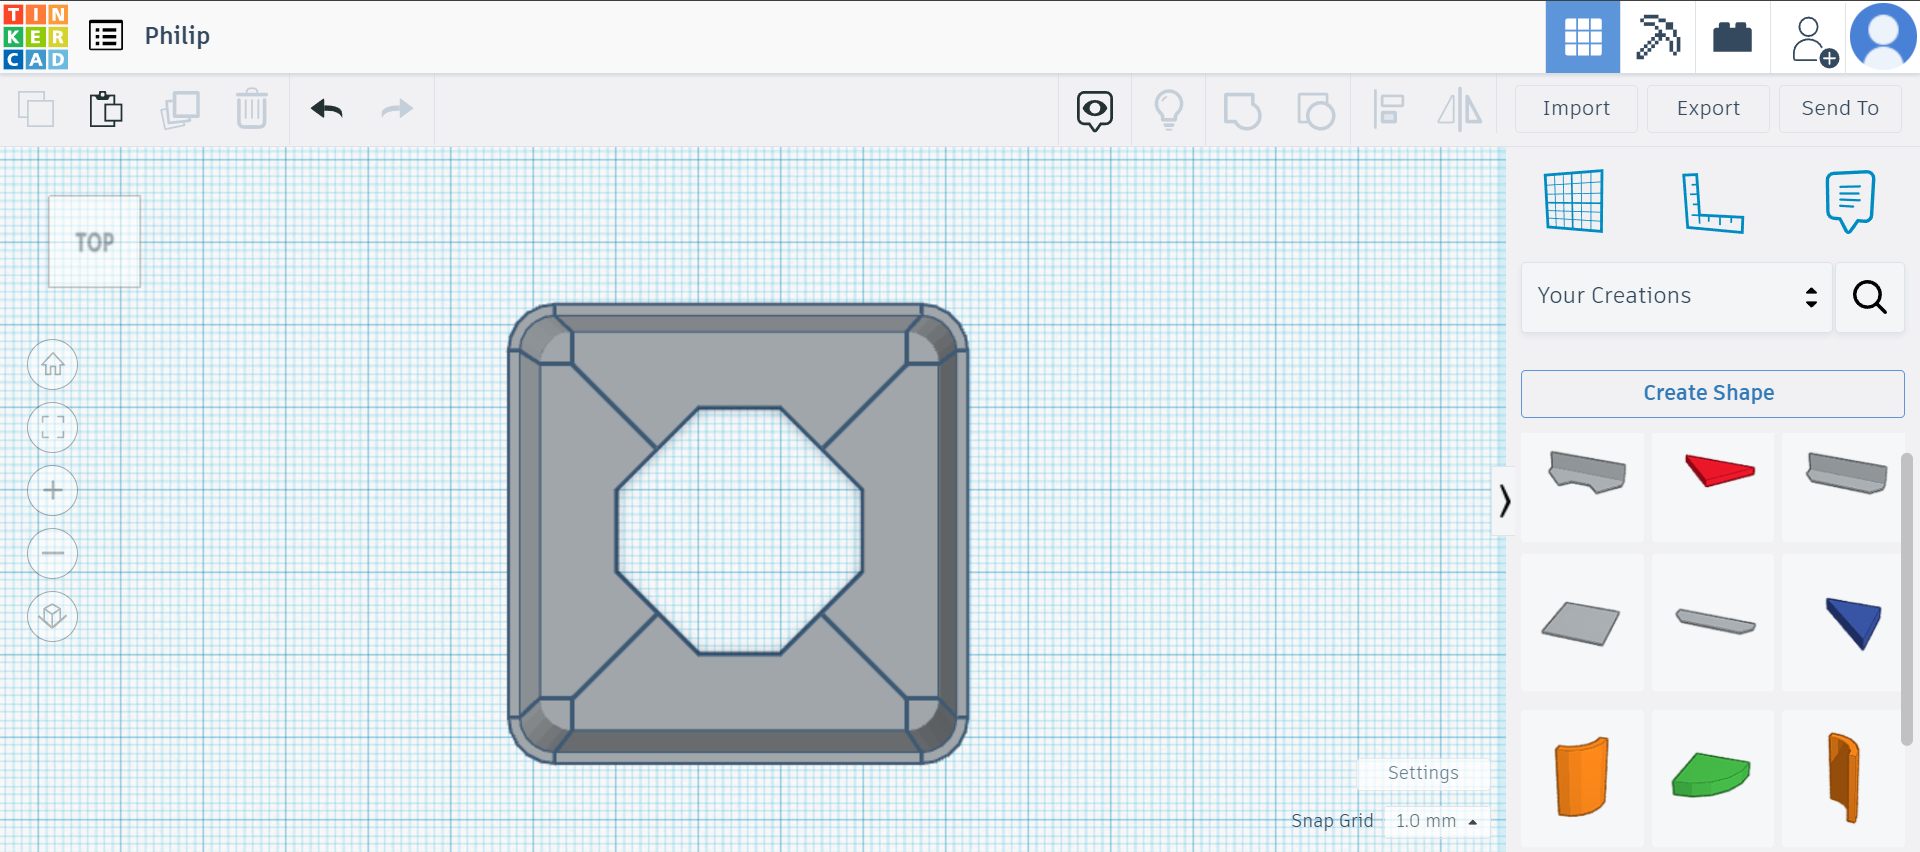 TIN
KER
CAD
Philip
Import
Export
Send To
TOP
Your Creations
Create Shape
Settings
Snap Grid 1.0 mm